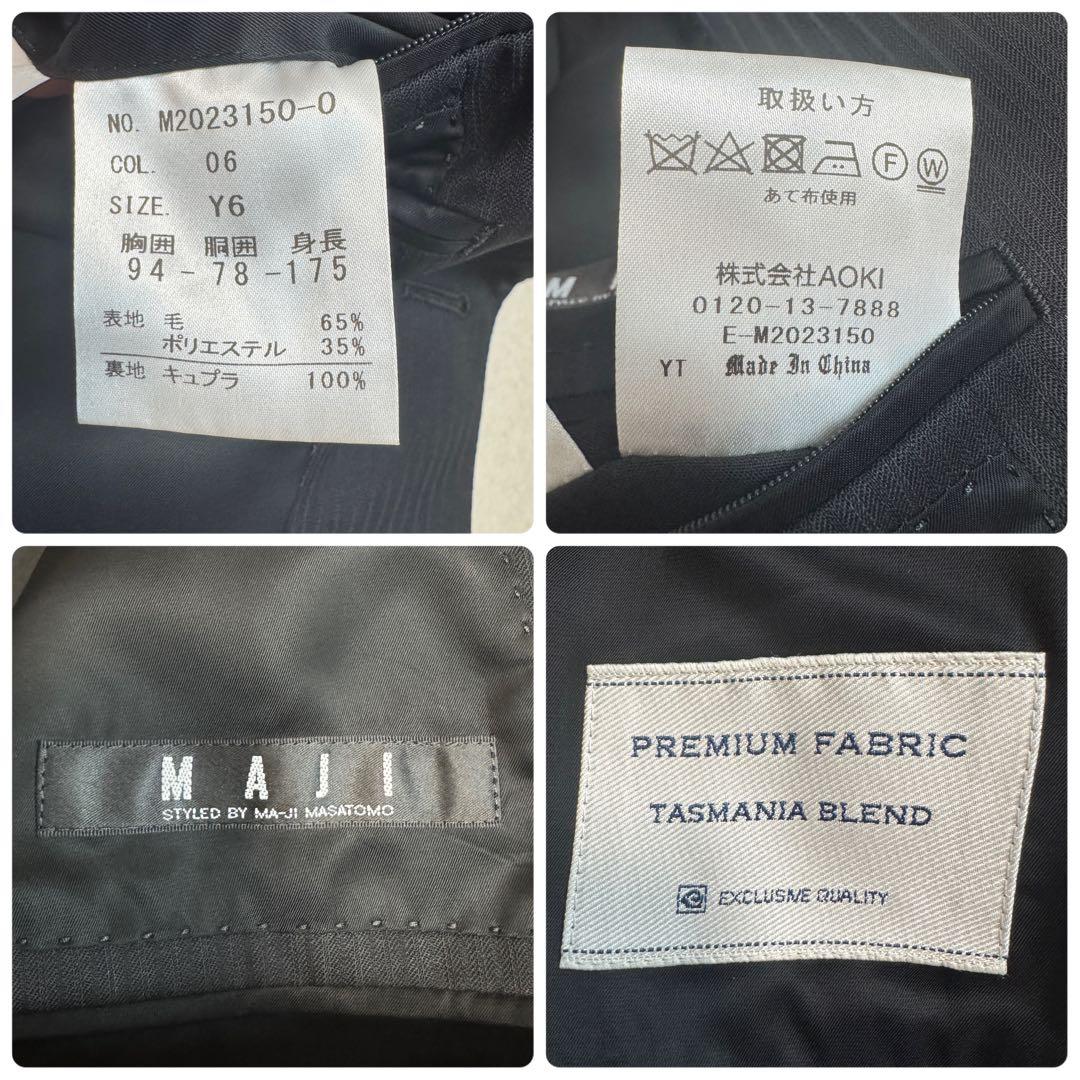 NO. M2023150-0
COL. 06
SIZE. Y6
胸囲 胴囲 身長
94-78-175
表地 毛 65%
ポリエステル 35%
裏地 キュプラ 100%
取扱い方
F W
あて布使用
株式会社AOKI
0120-13-7888
E-M2023150
YT Made In China
M
STYLE
MAJI
STYLED BY MA-JI MASATOMO
PREMIUM FABRIC
TASMANIA BLEND
e EXCLUSIVE QUALITY